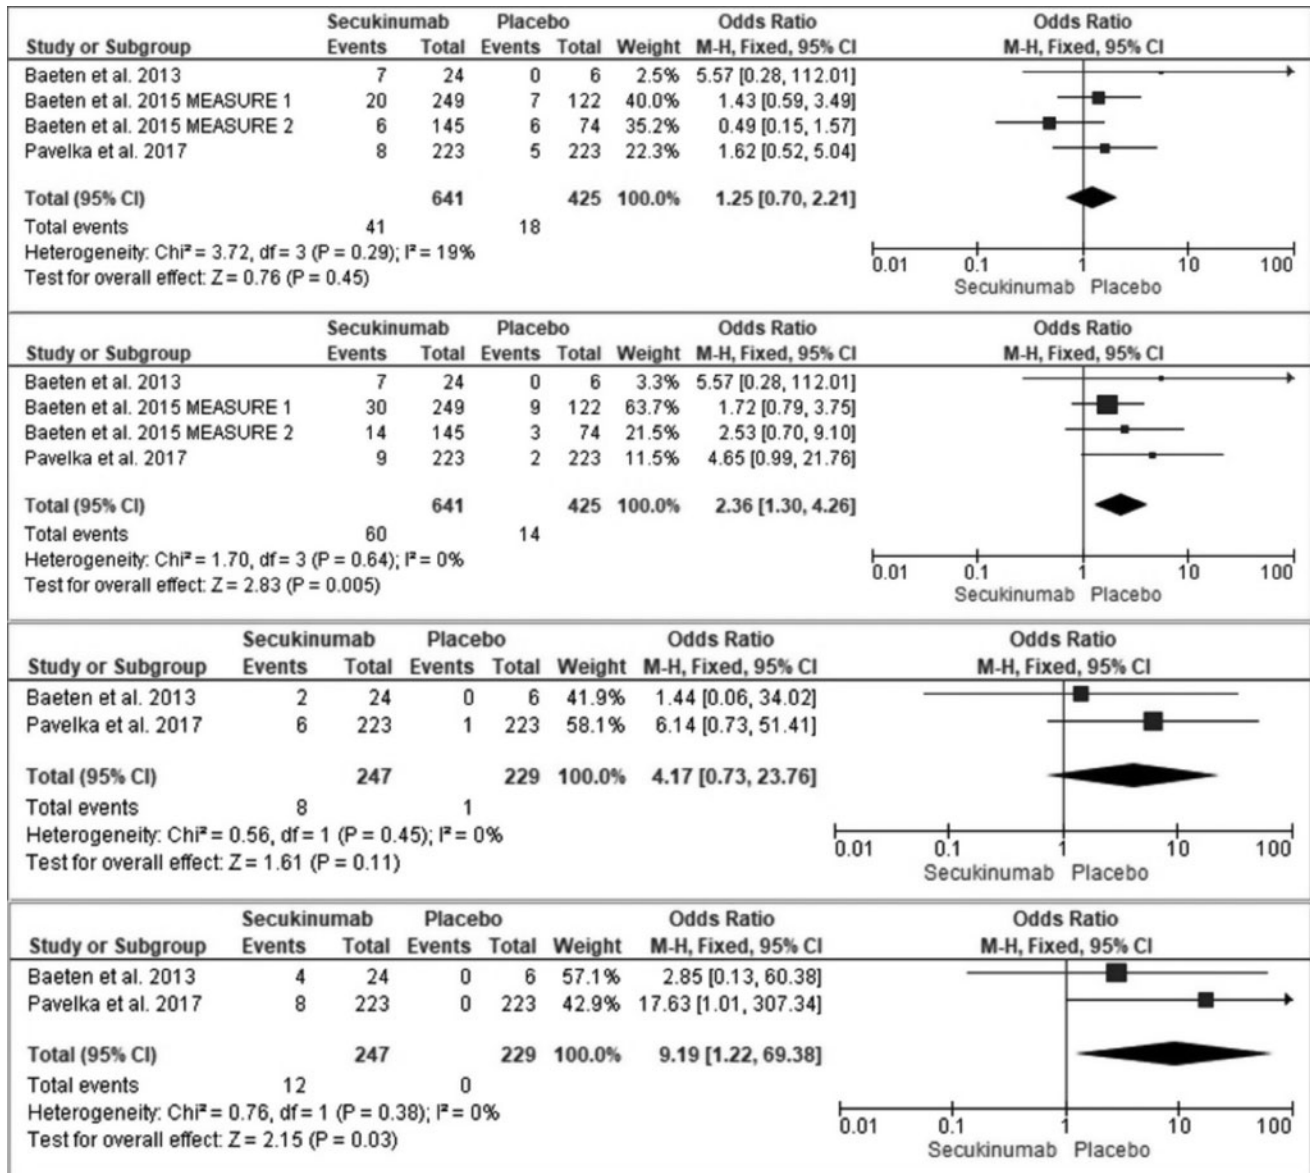 Secukinumab Placebo Odds Ratio Odds Ratio
Study or Subgroup Events Total Events Total Weight M-H, Fixed, 95% CI M-H, Fixed, 95% CI
Baeten et al. 2013 7 24 0 6 2.5% 5.57 [0.28, 112.01]
Baeten et al. 2015 MEASURE 1 20 249 7 122 40.0% 1.43 [0.59, 3.49]
Baeten et al. 2015 MEASURE 2 6 145 6 74 35.2% 0.49 [0.15, 1.57]
Pavelka et al. 2017 8 223 5 223 22.3% 1.62 [0.52, 5.04]
Total (95% CI) 641 425 100.0% 1.25 [0.70, 2.21]
Total events 41 18
Heterogeneity: Chi² = 3.72, df = 3 (P = 0.29); I² = 19%
Test for overall effect: Z = 0.76 (P = 0.45)
0.01 0.1 1 10 100
Secukinumab Placebo
Secukinumab Placebo Odds Ratio Odds Ratio
Study or Subgroup Events Total Events Total Weight M-H, Fixed, 95% CI M-H, Fixed, 95% CI
Baeten et al. 2013 7 24 0 6 3.3% 5.57 [0.28, 112.01]
Baeten et al. 2015 MEASURE 1 30 249 9 122 63.7% 1.72 [0.79, 3.75]
Baeten et al. 2015 MEASURE 2 14 145 3 74 21.5% 2.53 [0.70, 9.10]
Pavelka et al. 2017 9 223 2 223 11.5% 4.65 [0.99, 21.76]
Total (95% CI) 641 425 100.0% 2.36 [1.30, 4.26]
Total events 60 14
Heterogeneity: Chi² = 1.70, df = 3 (P = 0.64); I² = 0%
Test for overall effect: Z = 2.83 (P = 0.005)
0.01 0.1 1 10 100
Secukinumab Placebo
Secukinumab Placebo Odds Ratio Odds Ratio
Study or Subgroup Events Total Events Total Weight M-H, Fixed, 95% CI M-H, Fixed, 95% CI
Baeten et al. 2013 2 24 0 6 41.9% 1.44 [0.06, 34.02]
Pavelka et al. 2017 6 223 1 223 58.1% 6.14 [0.73, 51.41]
Total (95% CI) 247 229 100.0% 4.17 [0.73, 23.76]
Total events 8 1
Heterogeneity: Chi² = 0.56, df = 1 (P = 0.45); I² = 0%
Test for overall effect: Z = 1.61 (P = 0.11)
0.01 0.1 1 10 100
Secukinumab Placebo
Secukinumab Placebo Odds Ratio Odds Ratio
Study or Subgroup Events Total Events Total Weight M-H, Fixed, 95% CI M-H, Fixed, 95% CI
Baeten et al. 2013 4 24 0 6 57.1% 2.85 [0.13, 60.38]
Pavelka et al. 2017 8 223 0 223 42.9% 17.63 [1.01, 307.34]
Total (95% CI) 247 229 100.0% 9.19 [1.22, 69.38]
Total events 12 0
Heterogeneity: Chi² = 0.76, df = 1 (P = 0.38); I² = 0%
Test for overall effect: Z = 2.15 (P = 0.03)
0.01 0.1 1 10 100
Secukinumab Placebo